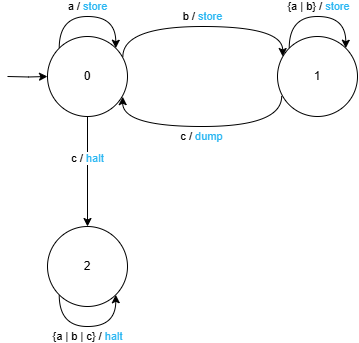 a / store
b / store
{a | b} / store
0
1
c / dump
c / halt
2
{a | b | c} / halt